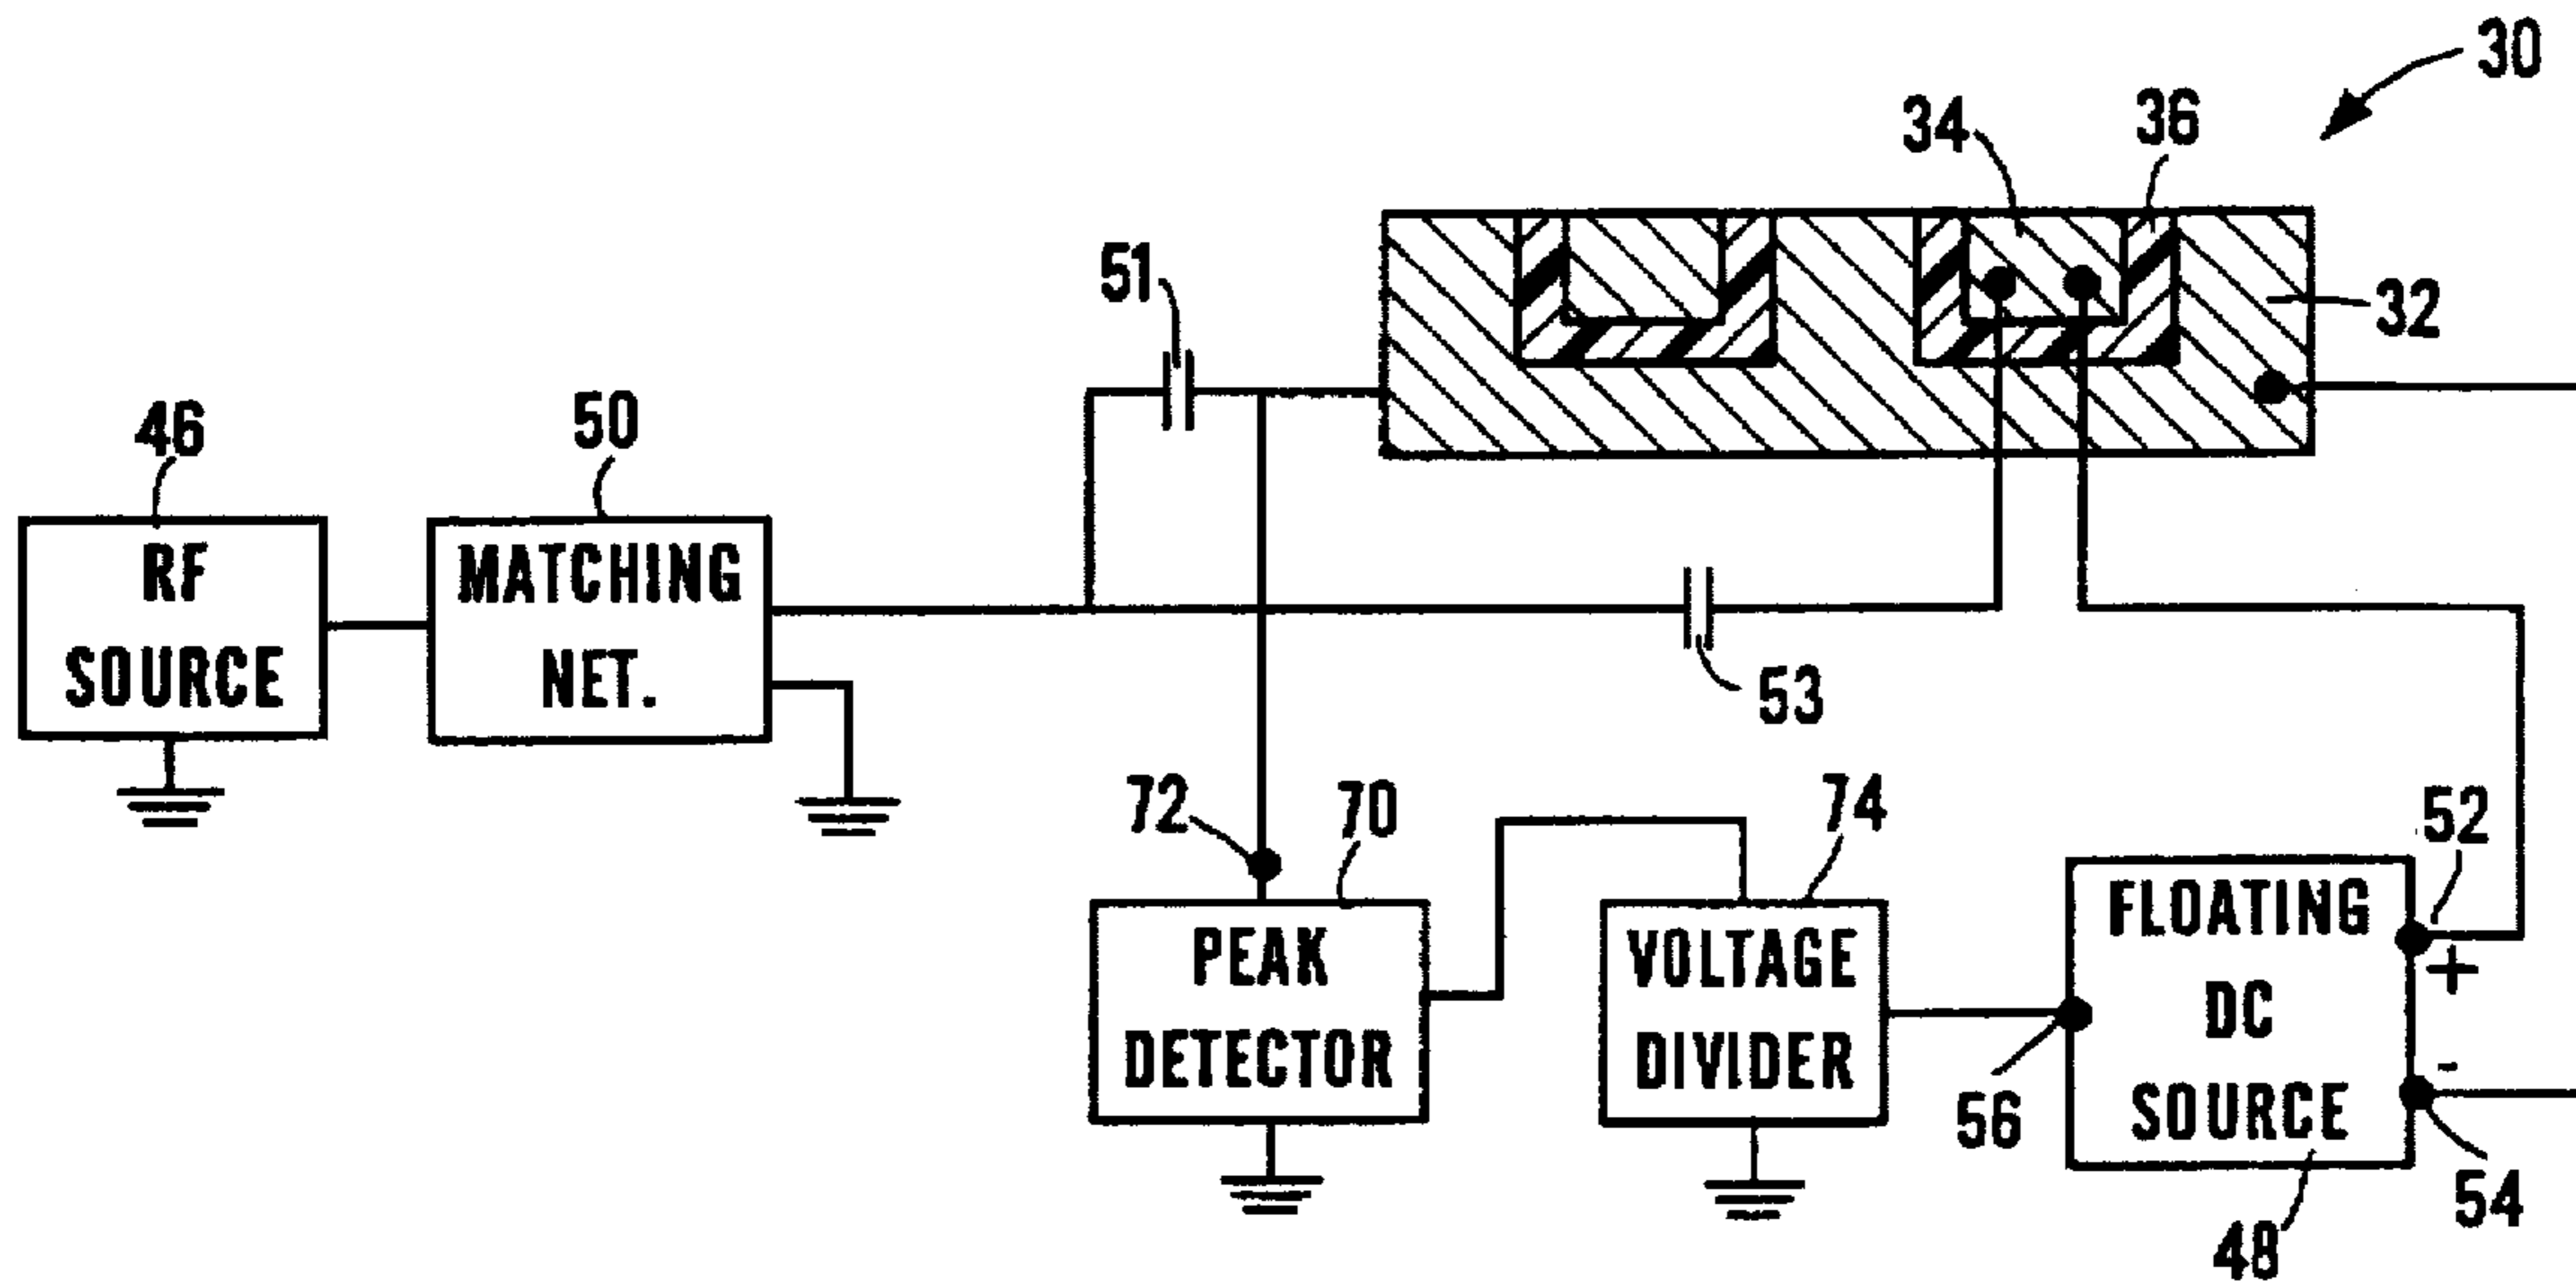 30
34
36
51
32
46
50
RF
SOURCE
MATCHING
NET.
53
72
70
74
52
PEAK
DETECTOR
VOLTAGE
DIVIDER
FLOATING
DC
SOURCE
+
-
56
54
48